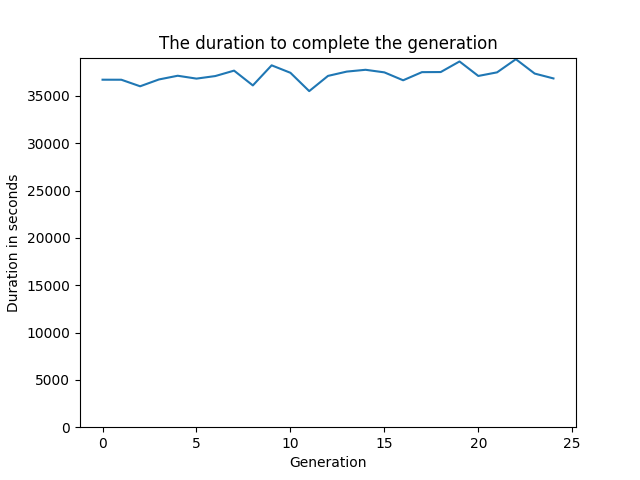 The duration to complete the generation
Duration in seconds
35000
30000
25000
20000
15000
10000
5000
0
0 5 10 15 20 25
Generation